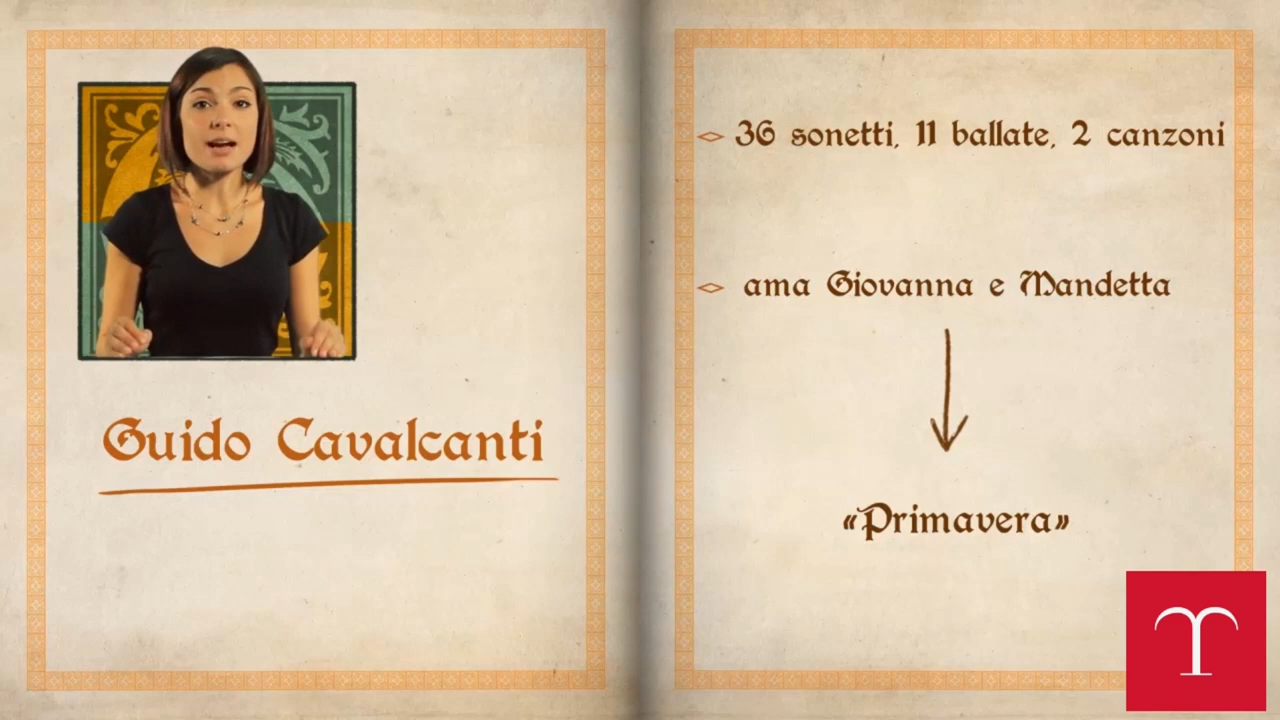 Guido Cavalcanti
36 sonetti, 11 ballate, 2 canzoni
ama Giovanna e Mandetta
«Primavera»